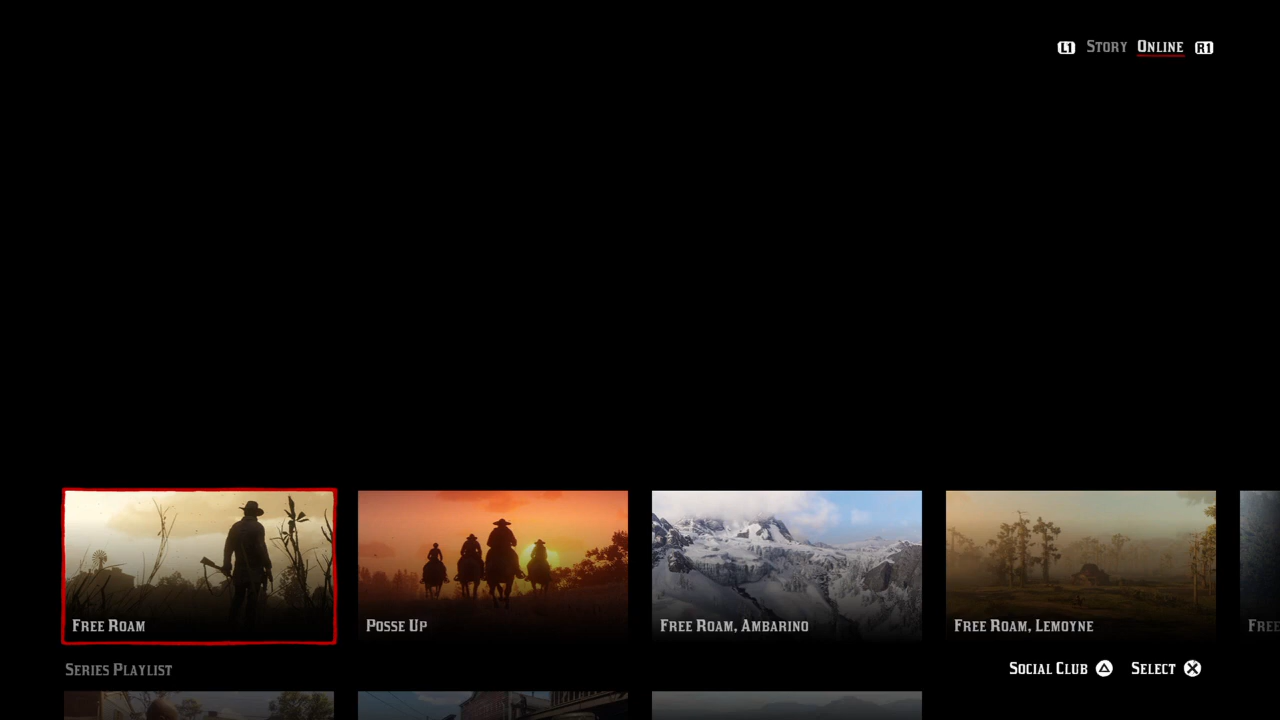 L1 STORY ONLINE R1
FREE ROAM
POSSE UP
FREE ROAM, AMBARINO
FREE ROAM, LEMOYNE
FREE
SERIES PLAYLIST
SOCIAL CLUB SELECT